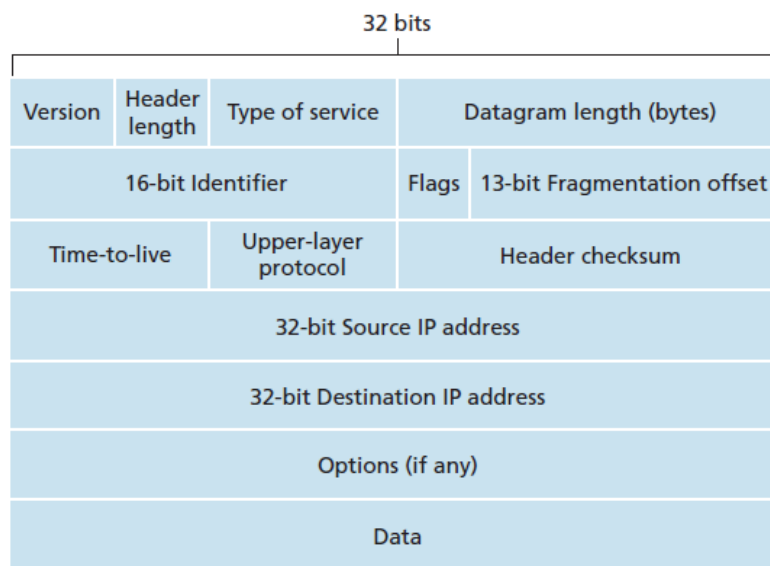 32 bits
Version
Header
length
Type of service
Datagram length (bytes)
16-bit Identifier
Flags
13-bit Fragmentation offset
Time-to-live
Upper-layer
protocol
Header checksum
32-bit Source IP address
32-bit Destination IP address
Options (if any)
Data